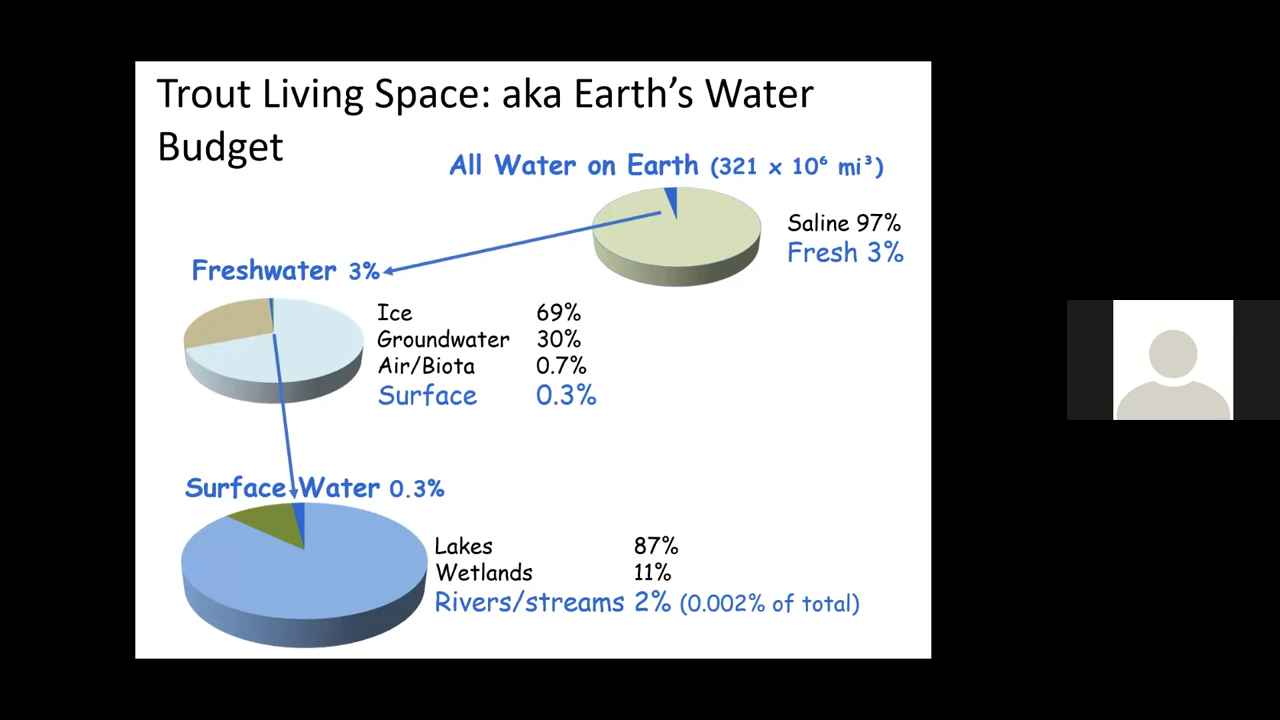 Trout Living Space: aka Earth's Water
Budget
All Water on Earth (321 x 10⁶ mi³)
Saline 97%
Fresh 3%
Freshwater 3%
Ice 69%
Groundwater 30%
Air/Biota 0.7%
Surface 0.3%
Surface Water 0.3%
Lakes 87%
Wetlands 11%
Rivers/streams 2% (0.002% of total)